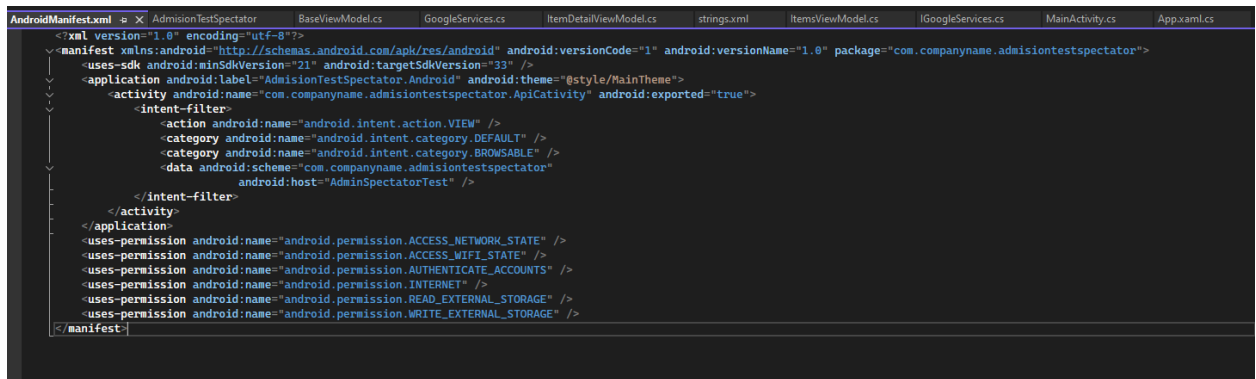 AndroidManifest.xml AdmisionTestSpectator BaseViewModel.cs GoogleServices.cs ItemDetailViewModel.cs strings.xml ItemsViewModel.cs IGoogleServices.cs MainActivity.cs App.xaml.cs
<?xml version="1.0" encoding="utf-8"?>
<manifest xmlns:android="http://schemas.android.com/apk/res/android" android:versionCode="1" android:versionName="1.0" package="com.companyname.admisiontestspectator">
<uses-sdk android:minSdkVersion="21" android:targetSdkVersion="33" />
<application android:label="AdmisionTestSpectator.Android" android:theme="@style/MainTheme">
<activity android:name="com.companyname.admisiontestspectator.ApiCativity" android:exported="true">
<intent-filter>
<action android:name="android.intent.action.VIEW" />
<category android:name="android.intent.category.DEFAULT" />
<category android:name="android.intent.category.BROWSABLE" />
<data android:scheme="com.companyname.admisiontestspectator"
android:host="AdminSpectatorTest" />
</intent-filter>
</activity>
</application>
<uses-permission android:name="android.permission.ACCESS_NETWORK_STATE" />
<uses-permission android:name="android.permission.ACCESS_WIFI_STATE" />
<uses-permission android:name="android.permission.AUTHENTICATE_ACCOUNTS" />
<uses-permission android:name="android.permission.INTERNET" />
<uses-permission android:name="android.permission.READ_EXTERNAL_STORAGE" />
<uses-permission android:name="android.permission.WRITE_EXTERNAL_STORAGE" />
</manifest>